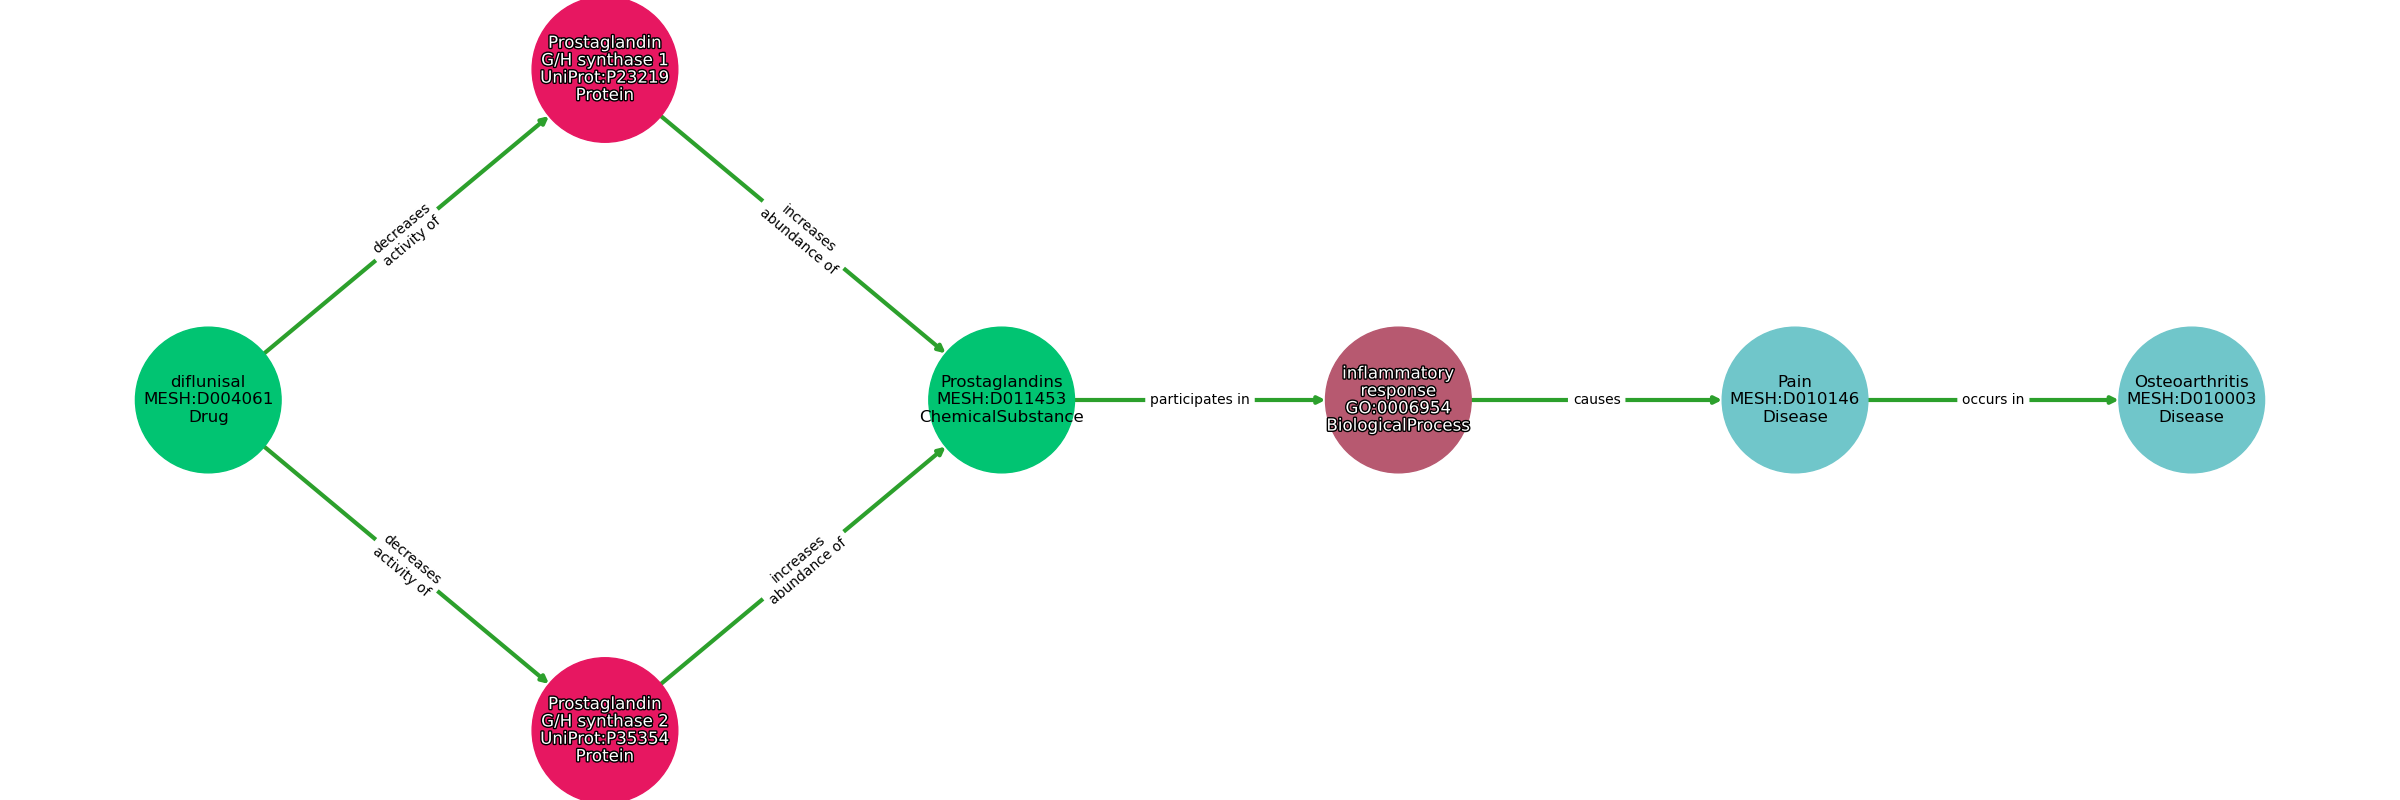 Prostaglandin
G/H synthase 1
UniProt:P23219
Protein
decreases
activity of
increases
abundance of
diflunisal
MESH:D004061
Drug
Prostaglandins
MESH:D011453
ChemicalSubstance
participates in
inflammatory
response
GO:0006954
BiologicalProcess
causes
Pain
MESH:D010146
Disease
occurs in
Osteoarthritis
MESH:D010003
Disease
decreases
activity of
increases
abundance of
Prostaglandin
G/H synthase 2
UniProt:P35354
Protein